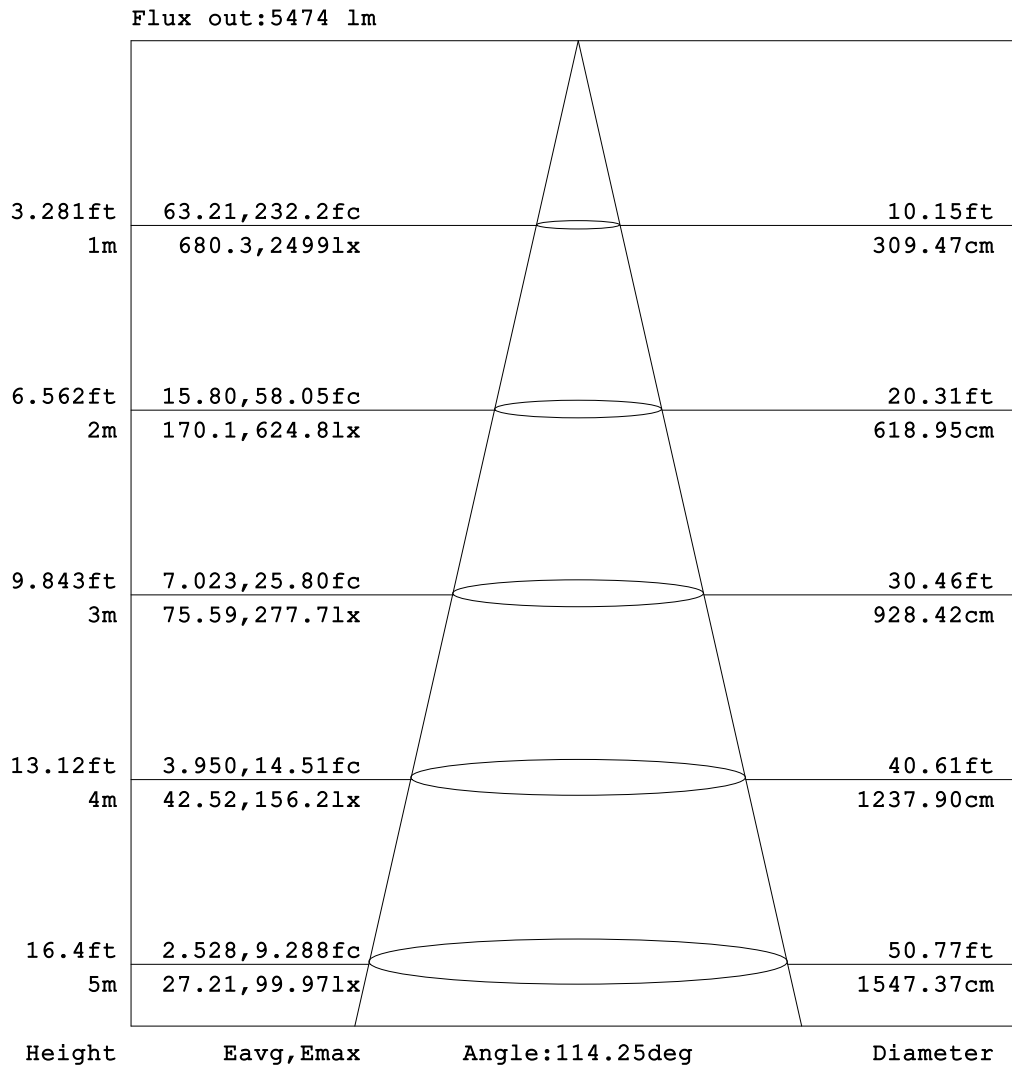 Flux out:5474 lm
3.281ft 63.21,232.2fc 10.15ft
1m 680.3,2499lx 309.47cm
6.562ft 15.80,58.05fc 20.31ft
2m 170.1,624.8lx 618.95cm
9.843ft 7.023,25.80fc 30.46ft
3m 75.59,277.7lx 928.42cm
13.12ft 3.950,14.51fc 40.61ft
4m 42.52,156.2lx 1237.90cm
16.4ft 2.528,9.288fc 50.77ft
5m 27.21,99.97lx 1547.37cm
Height Eavg,Emax Angle:114.25deg Diameter